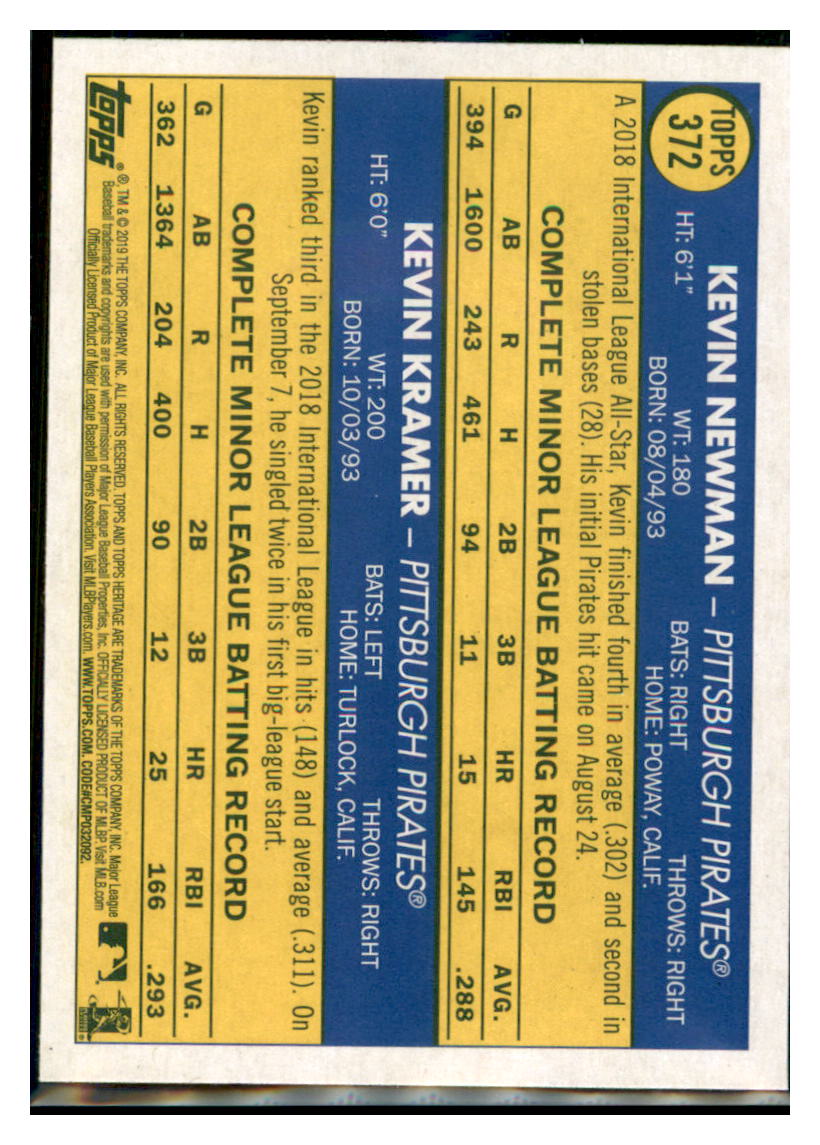 TOPPS
372
KEVIN NEWMAN – PITTSBURGH PIRATES®
HT: 6'1" WT: 180 BATS: RIGHT THROWS: RIGHT
BORN: 08/04/93 HOME: POWAY, CALIF.
A 2018 International League All-Star, Kevin finished fourth in average (.302) and second in
stolen bases (28). His initial Pirates hit came on August 24.
COMPLETE MINOR LEAGUE BATTING RECORD
G AB R H 2B 3B HR RBI AVG.
394 1600 243 461 94 11 15 145 .288
KEVIN KRAMER – PITTSBURGH PIRATES®
HT: 6'0" WT: 200 BATS: LEFT THROWS: RIGHT
BORN: 10/03/93 HOME: TURLOCK, CALIF.
Kevin ranked third in the 2018 International League in hits (148) and average (.311). On
September 7, he singled twice in his first big-league start.
COMPLETE MINOR LEAGUE BATTING RECORD
G AB R H 2B 3B HR RBI AVG.
362 1364 204 400 90 12 25 166 .293
topps®
®, TM & © 2019 THE TOPPS COMPANY, INC. ALL RIGHTS RESERVED. TOPPS AND TOPPS HERITAGE ARE TRADEMARKS OF THE TOPPS COMPANY, INC. Major League
Baseball trademarks and copyrights are used with permission of Major League Baseball Properties, Inc. OFFICIALLY LICENSED PRODUCT OF MLBP Visit MLB.com
Officially Licensed Product of Major League Baseball Players Association. Visit MLBPlayers.com. WWW.TOPPS.COM. CODE#CMP032092.